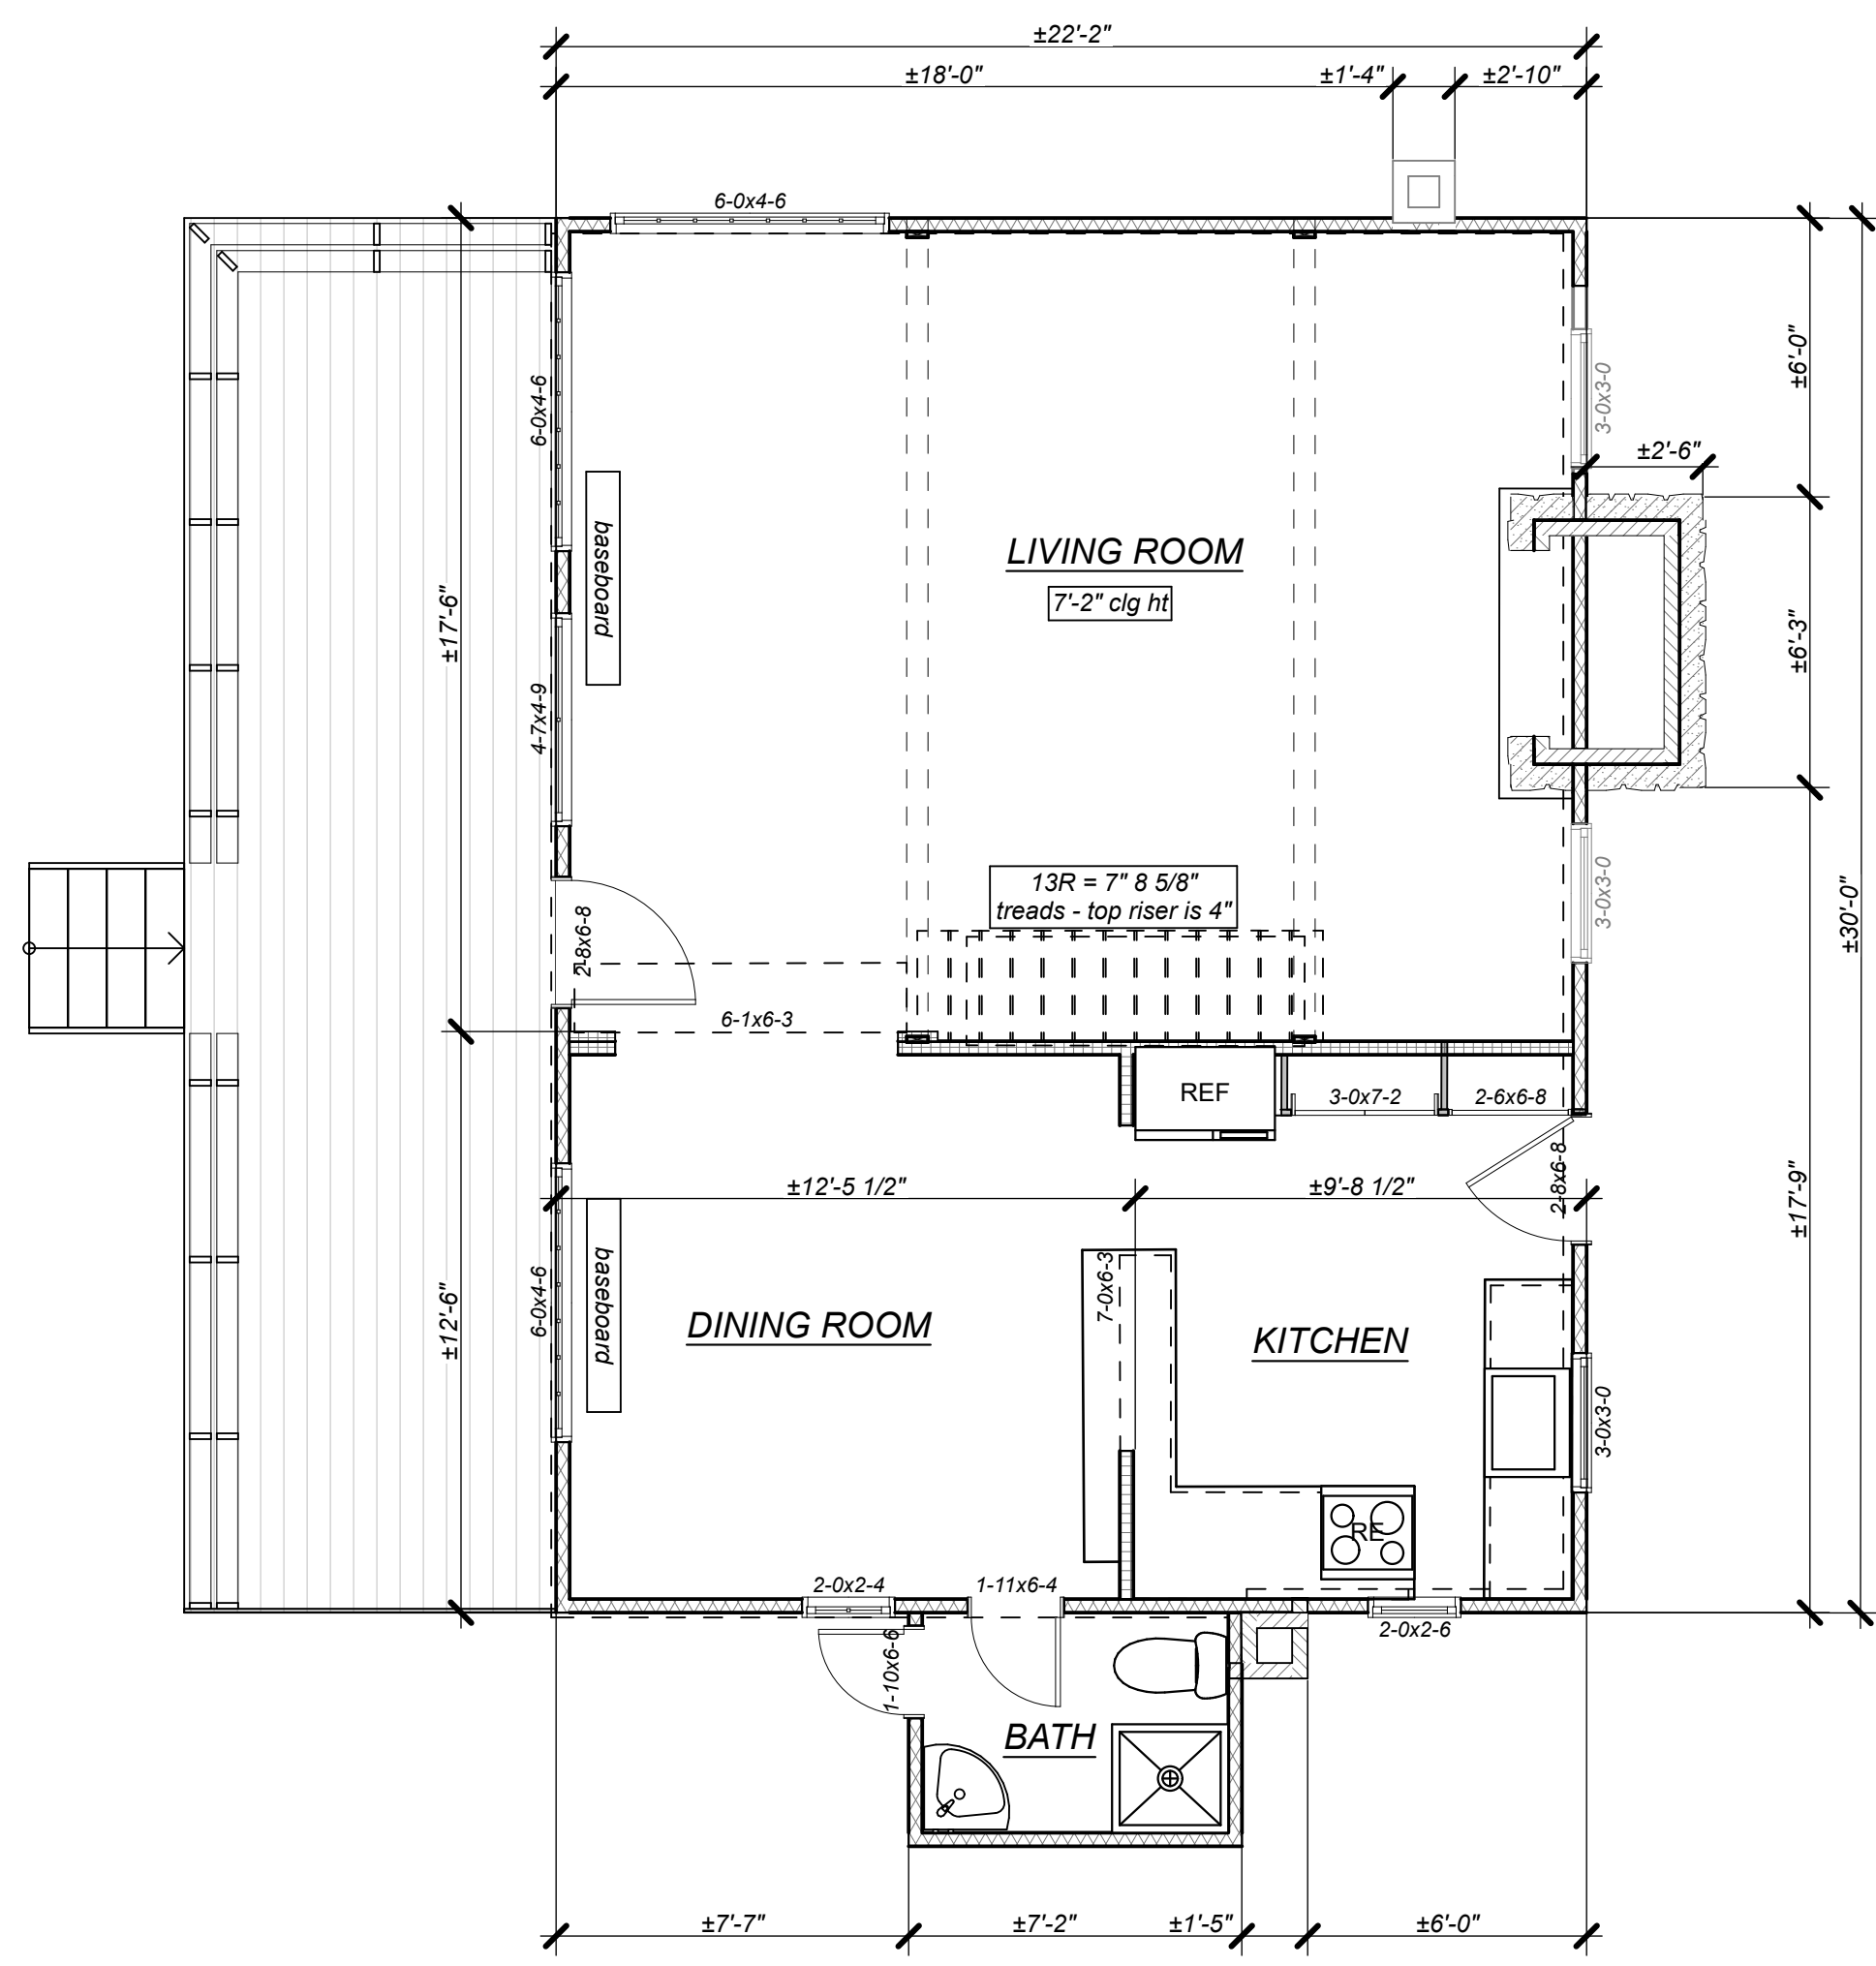 ±22'-2"
±18'-0"
±1'-4"
±2'-10"
6-0x4-6
6-0x4-6
3-0x3-0
±6'-0"
±2'-6"
baseboard
LIVING ROOM
7'-2" clg ht
±17'-6"
±6'-3"
4-7x4-9
13R = 7" 8 5/8"
treads - top riser is 4"
3-0x3-0
±30'-0"
2-8x6-8
6-1x6-3
REF
3-0x7-2
2-6x6-8
2-8x6-8
±12'-5 1/2"
±9'-8 1/2"
±17'-9"
7-0x6-3
baseboard
6-0x4-6
±12'-6"
DINING ROOM
KITCHEN
3-0x3-0
RE
2-0x2-4
1-11x6-4
2-0x2-6
1-10x6-6
BATH
±7'-7"
±7'-2"
±1'-5"
±6'-0"